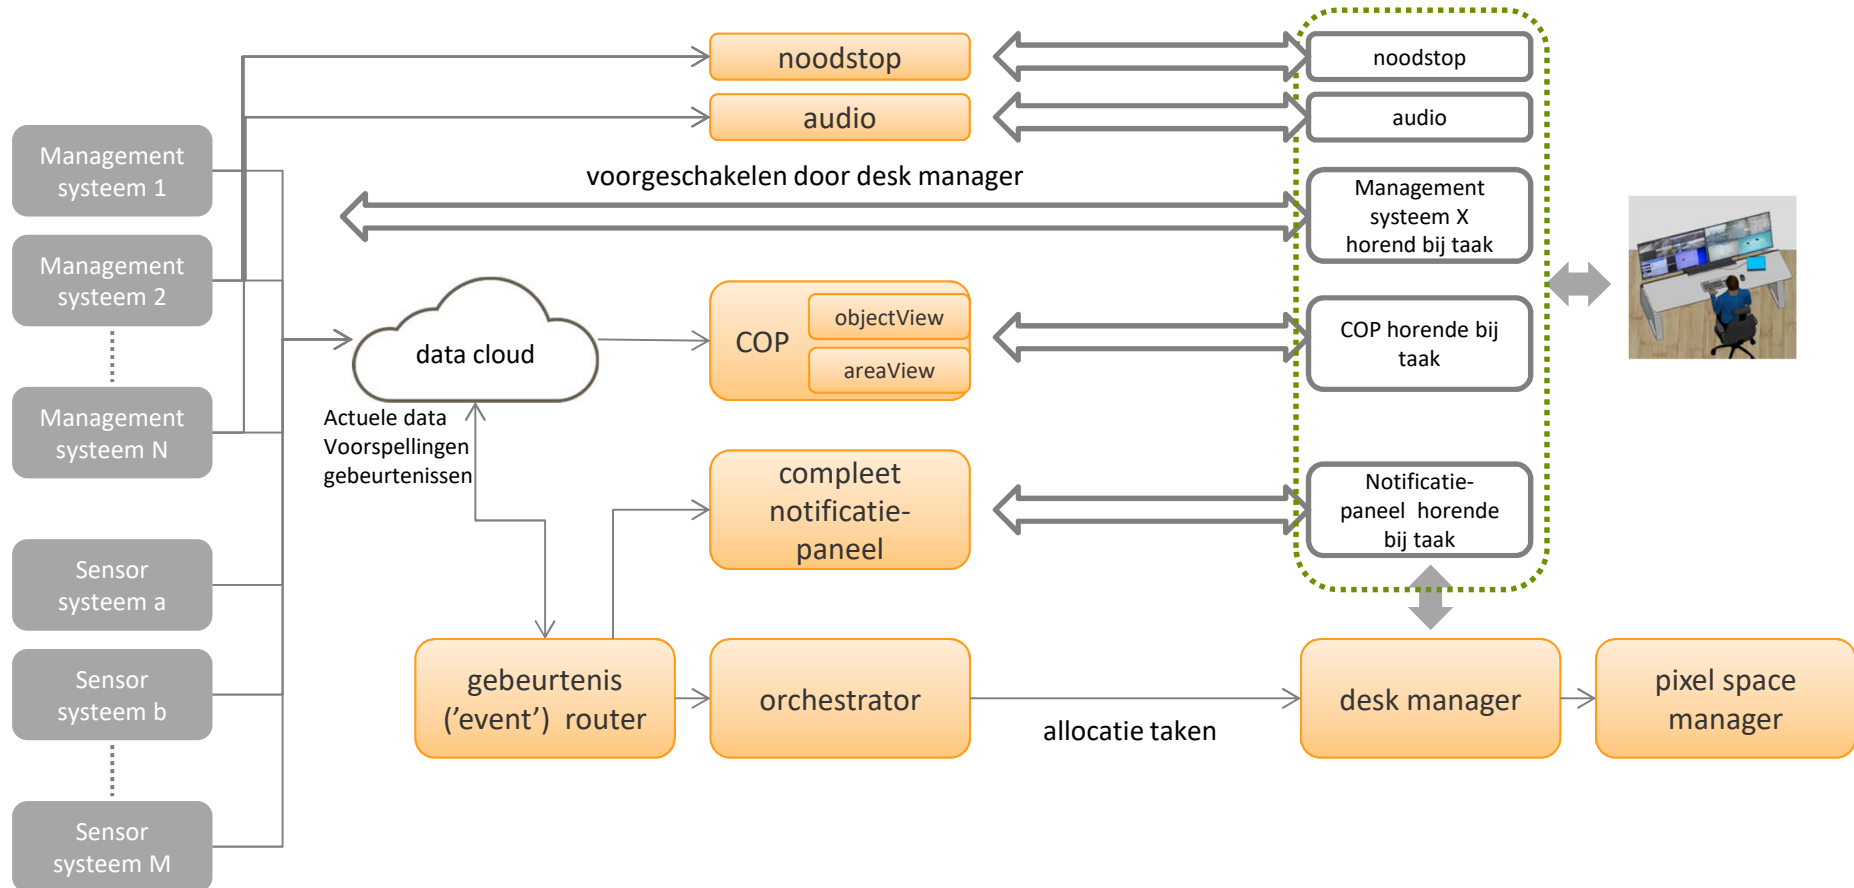 noodstop
audio
Management
systeem 1
Management
systeem 2
Management
systeem N
Sensor
systeem a
Sensor
systeem b
Sensor
systeem M
voorgeschakelen door desk manager
data cloud
Actuele data
Voorspellingen
gebeurtenissen
COP
objectView
areaView
compleet
notificatie-
paneel
gebeurtenis
('event') router
orchestrator
allocatie taken
desk manager
pixel space
manager
noodstop
audio
Management
systeem X
horend bij taak
COP horende bij
taak
Notificatie-
paneel horende
bij taak